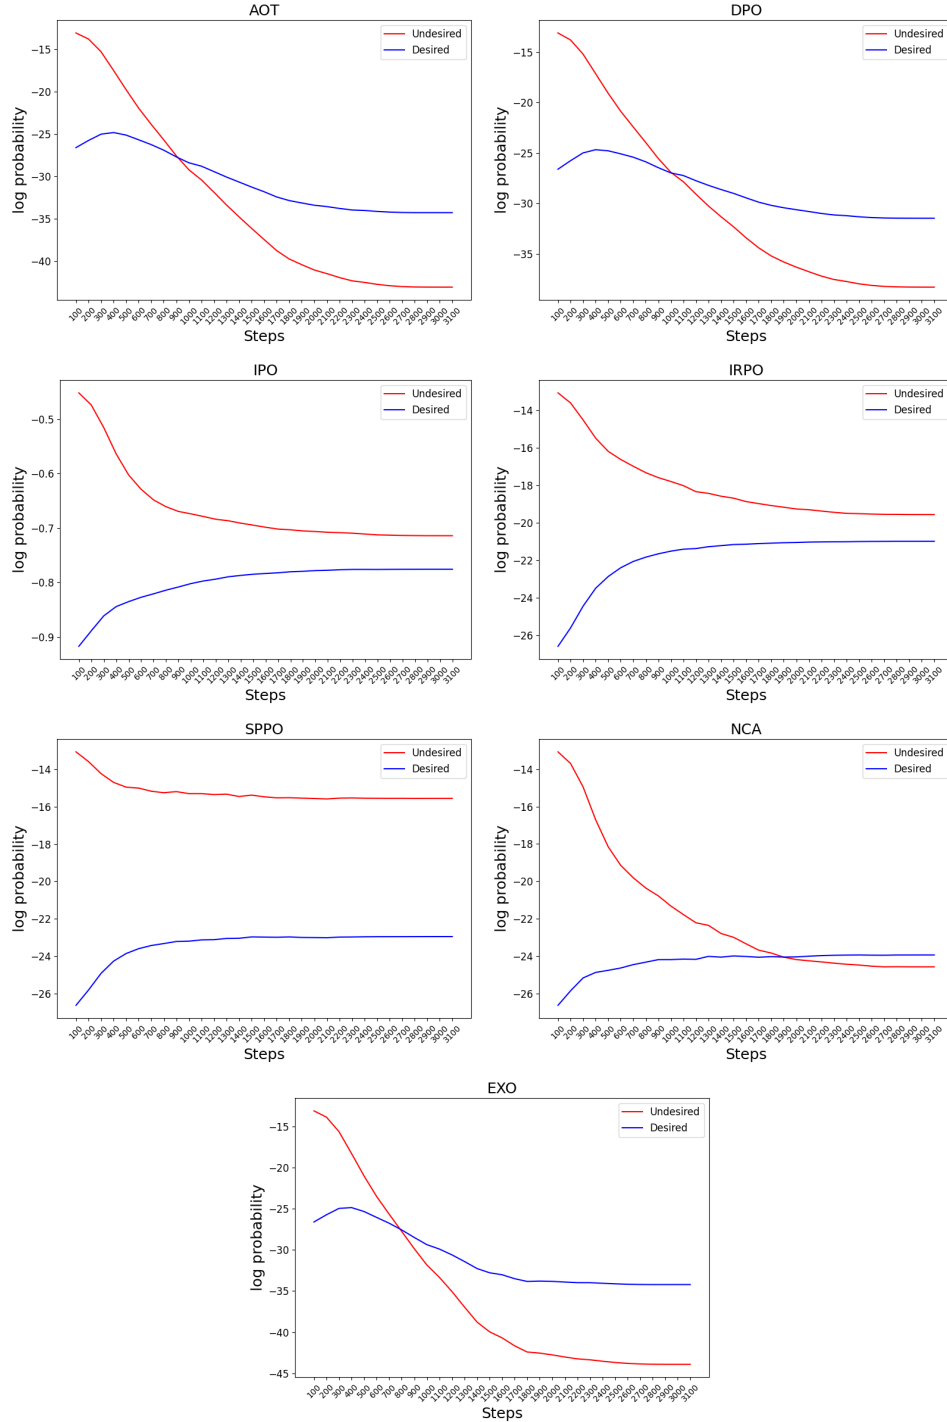 AOT
Undesired
Desired
−15
−20
−25
−30
−35
−40
log probability
100 200 300 400 500 600 700 800 900 1000 1100 1200 1300 1400 1500 1600 1700 1800 1900 2000 2100 2200 2300 2400 2500 2600 2700 2800 2900 3000 3100
Steps
DPO
Undesired
Desired
−15
−20
−25
−30
−35
log probability
100 200 300 400 500 600 700 800 900 1000 1100 1200 1300 1400 1500 1600 1700 1800 1900 2000 2100 2200 2300 2400 2500 2600 2700 2800 2900 3000 3100
Steps
IPO
Undesired
Desired
−0.5
−0.6
−0.7
−0.8
−0.9
log probability
100 200 300 400 500 600 700 800 900 1000 1100 1200 1300 1400 1500 1600 1700 1800 1900 2000 2100 2200 2300 2400 2500 2600 2700 2800 2900 3000 3100
Steps
IRPO
Undesired
Desired
−14
−16
−18
−20
−22
−24
−26
log probability
100 200 300 400 500 600 700 800 900 1000 1100 1200 1300 1400 1500 1600 1700 1800 1900 2000 2100 2200 2300 2400 2500 2600 2700 2800 2900 3000 3100
Steps
SPPO
Undesired
Desired
−14
−16
−18
−20
−22
−24
−26
log probability
100 200 300 400 500 600 700 800 900 1000 1100 1200 1300 1400 1500 1600 1700 1800 1900 2000 2100 2200 2300 2400 2500 2600 2700 2800 2900 3000 3100
Steps
NCA
Undesired
Desired
−14
−16
−18
−20
−22
−24
−26
log probability
100 200 300 400 500 600 700 800 900 1000 1100 1200 1300 1400 1500 1600 1700 1800 1900 2000 2100 2200 2300 2400 2500 2600 2700 2800 2900 3000 3100
Steps
EXO
Undesired
Desired
−15
−20
−25
−30
−35
−40
−45
log probability
100 200 300 400 500 600 700 800 900 1000 1100 1200 1300 1400 1500 1600 1700 1800 1900 2000 2100 2200 2300 2400 2500 2600 2700 2800 2900 3000 3100
Steps